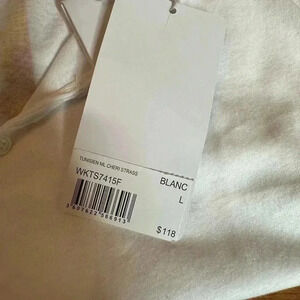 TUNISIEN ML CHERI STRASS
WKTS7415F
BLANC
L
$118